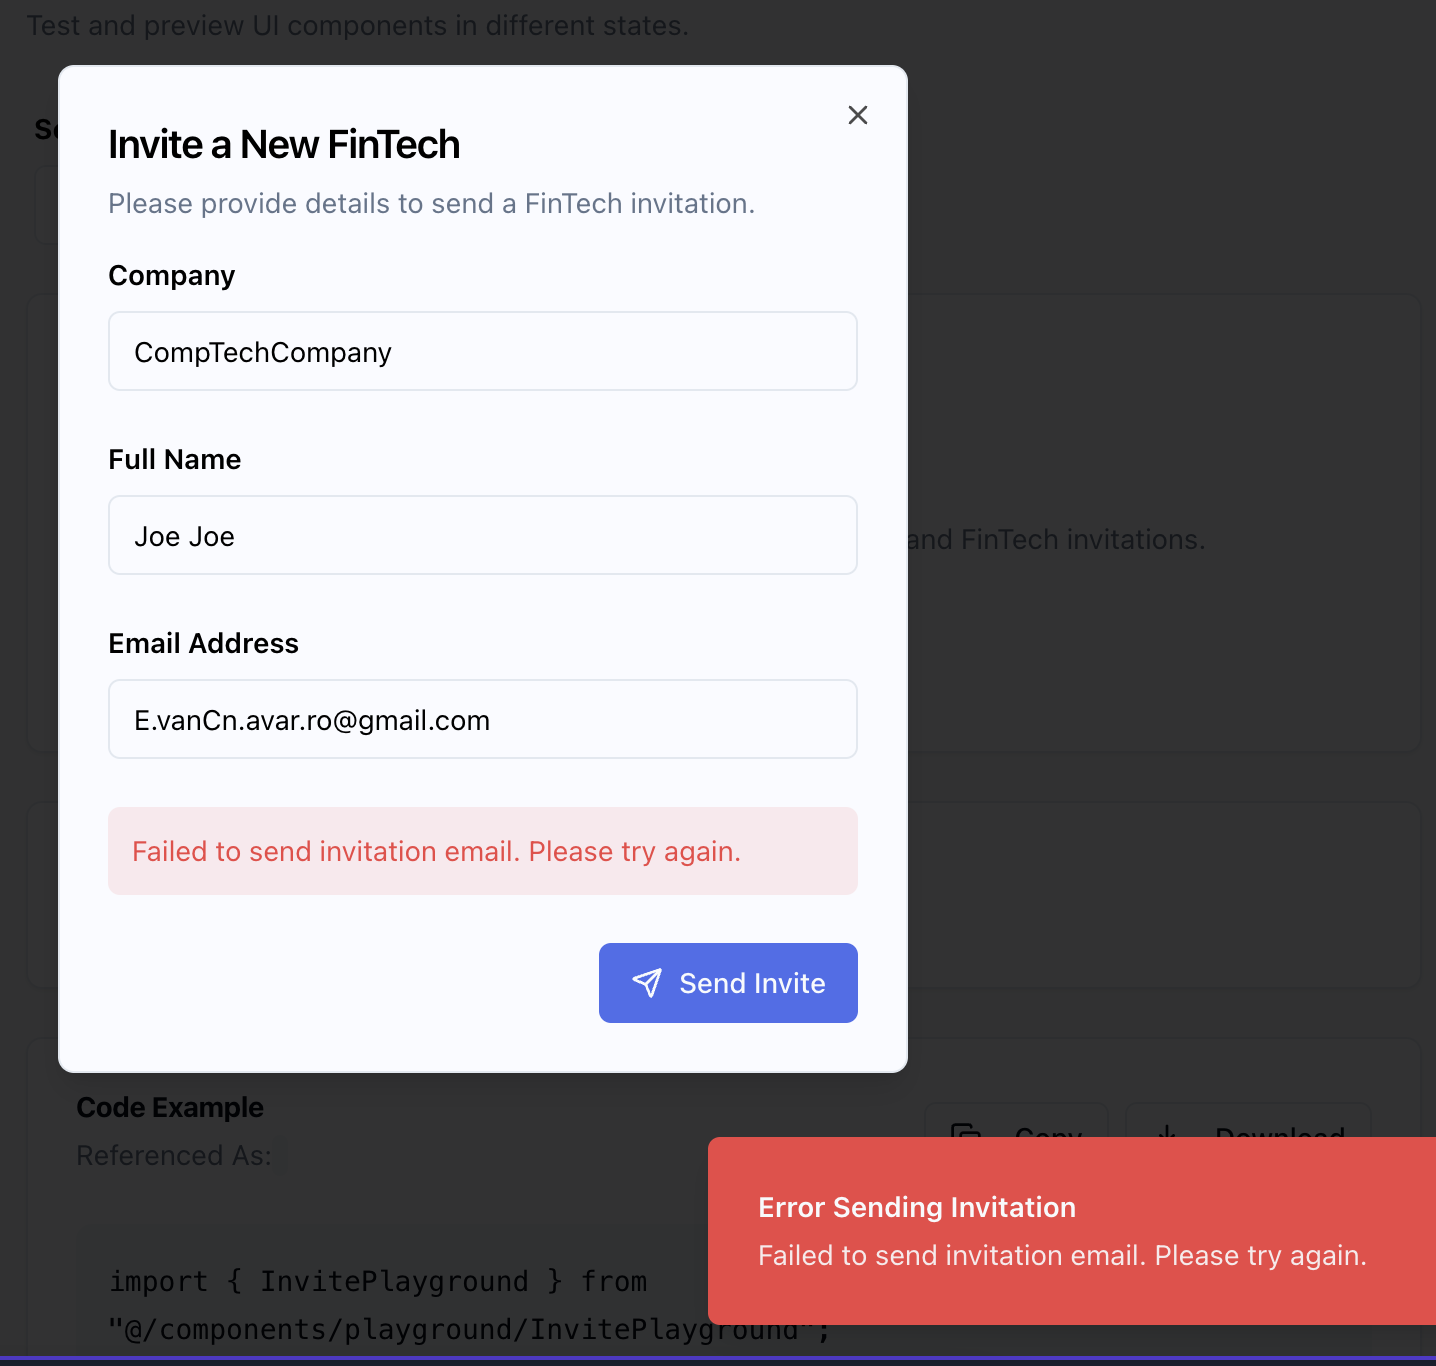 Test and preview UI components in different states.
Invite a New FinTech
Please provide details to send a FinTech invitation.
Company
CompTechCompany
Full Name
Joe Joe
and FinTech invitations.
Email Address
E.vanCn.avar.ro@gmail.com
Failed to send invitation email. Please try again.
Send Invite
Code Example
Copy Download
Referenced As:
Error Sending Invitation
Failed to send invitation email. Please try again.
import { InvitePlayground } from
"@/components/playground/InvitePlayground";